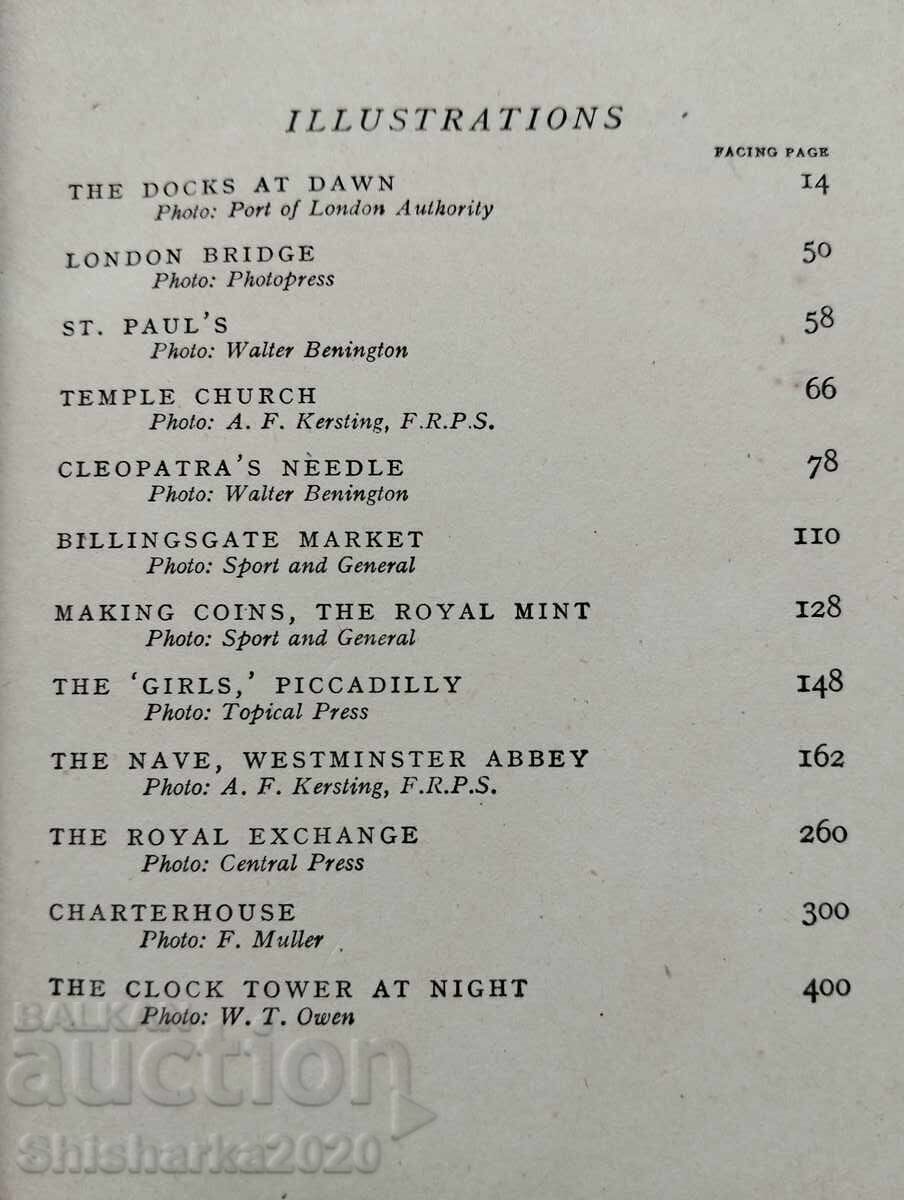 ILLUSTRATIONS
FACING PAGE
THE DOCKS AT DAWN 14
Photo: Port of London Authority
LONDON BRIDGE 50
Photo: Photopress
ST. PAUL'S 58
Photo: Walter Benington
TEMPLE CHURCH 66
Photo: A. F. Kersting, F.R.P.S.
CLEOPATRA'S NEEDLE 78
Photo: Walter Benington
BILLINGSGATE MARKET 110
Photo: Sport and General
MAKING COINS, THE ROYAL MINT 128
Photo: Sport and General
THE 'GIRLS,' PICCADILLY 148
Photo: Topical Press
THE NAVE, WESTMINSTER ABBEY 162
Photo: A. F. Kersting, F.R.P.S.
THE ROYAL EXCHANGE 260
Photo: Central Press
CHARTERHOUSE 300
Photo: F. Muller
THE CLOCK TOWER AT NIGHT 400
Photo: W. T. Owen
BALKAN
auction
Shisharka2020